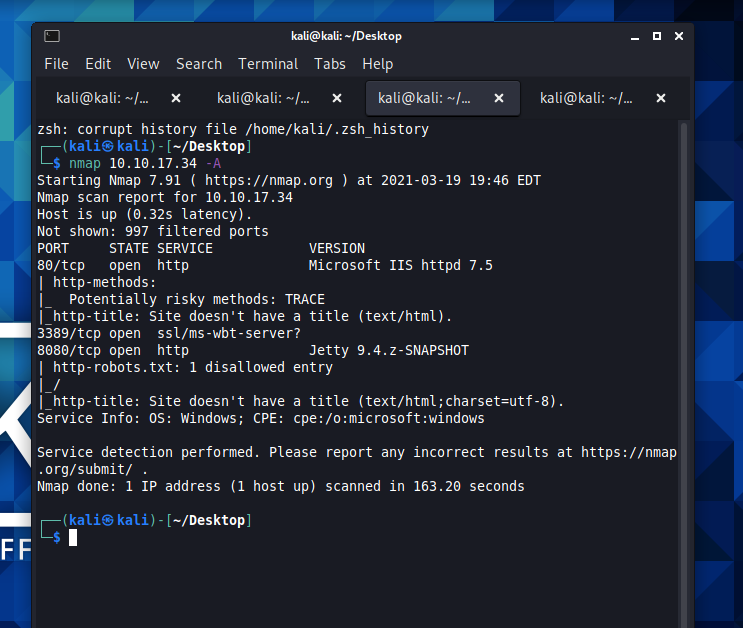 kali@kali: ~/Desktop
File Edit View Search Terminal Tabs Help
kali@kali: ~/... × kali@kali: ~/... × kali@kali: ~/... × kali@kali: ~/... ×
zsh: corrupt history file /home/kali/.zsh_history
┌──(kali㉿kali)-[~/Desktop]
└─$ nmap 10.10.17.34 -A
Starting Nmap 7.91 ( https://nmap.org ) at 2021-03-19 19:46 EDT
Nmap scan report for 10.10.17.34
Host is up (0.32s latency).
Not shown: 997 filtered ports
PORT     STATE SERVICE            VERSION
80/tcp   open  http               Microsoft IIS httpd 7.5
| http-methods:
|_  Potentially risky methods: TRACE
|_http-title: Site doesn't have a title (text/html).
3389/tcp open  ssl/ms-wbt-server?
8080/tcp open  http               Jetty 9.4.z-SNAPSHOT
| http-robots.txt: 1 disallowed entry
|_/
|_http-title: Site doesn't have a title (text/html;charset=utf-8).
Service Info: OS: Windows; CPE: cpe:/o:microsoft:windows
Service detection performed. Please report any incorrect results at https://nmap
.org/submit/ .
Nmap done: 1 IP address (1 host up) scanned in 163.20 seconds
┌──(kali㉿kali)-[~/Desktop]
└─$
FF